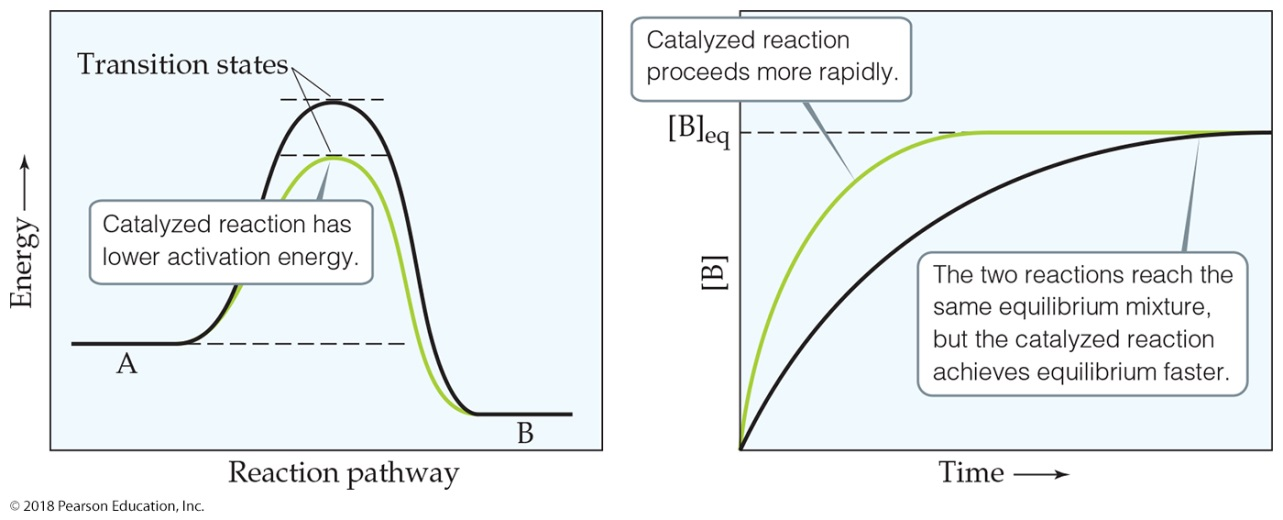 Transition states
Catalyzed reaction has
lower activation energy.
Energy
A
B
Reaction pathway
Catalyzed reaction
proceeds more rapidly.
[B]eq
[B]
The two reactions reach the
same equilibrium mixture,
but the catalyzed reaction
achieves equilibrium faster.
Time
© 2018 Pearson Education, Inc.